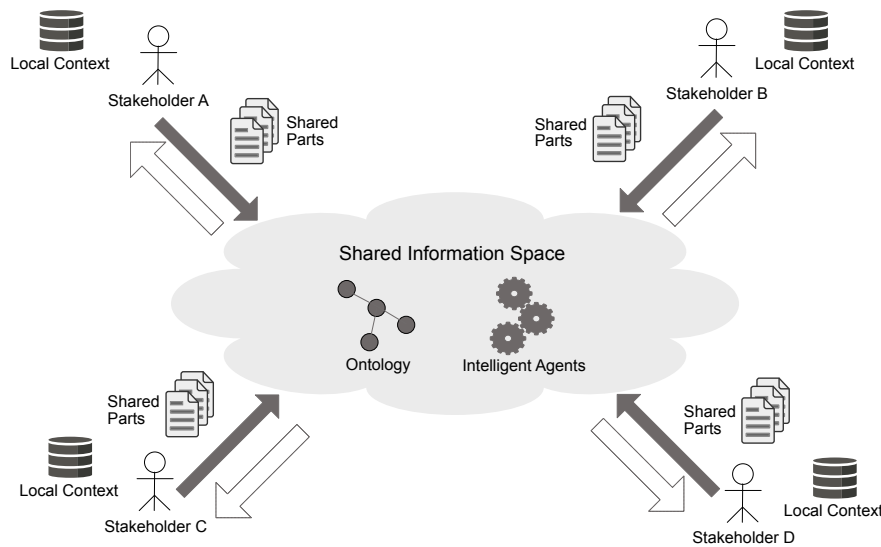 Local Context
Stakeholder A
Shared
Parts
Stakeholder B
Local Context
Shared
Parts
Shared Information Space
Ontology
Intelligent Agents
Shared
Parts
Local Context
Stakeholder C
Shared
Parts
Stakeholder D
Local Context